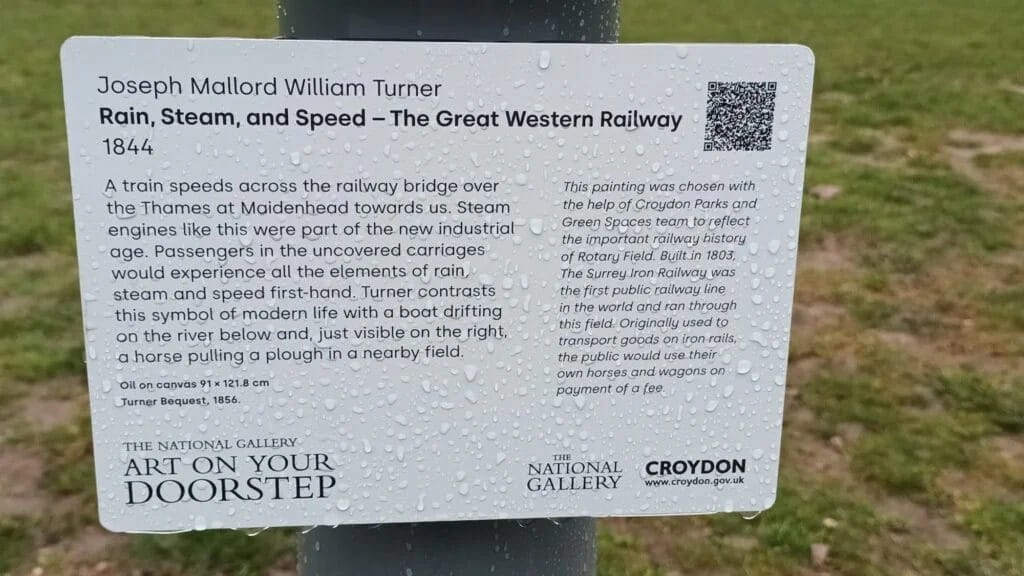 Joseph Mallord William Turner
Rain, Steam, and Speed – The Great Western Railway
1844
A train speeds across the railway bridge over
the Thames at Maidenhead towards us. Steam
engines like this were part of the new industrial
age. Passengers in the uncovered carriages
would experience all the elements of rain,
steam and speed first-hand. Turner contrasts
this symbol of modern life with a boat drifting
on the river below and, just visible on the right,
a horse pulling a plough in a nearby field.
Oil on canvas 91 × 121.8 cm
Turner Bequest, 1856.
This painting was chosen with
the help of Croydon Parks and
Green Spaces team to reflect
the important railway history
of Rotary Field. Built in 1803,
The Surrey Iron Railway was
the first public railway line
in the world and ran through
this field. Originally used to
transport goods on iron rails,
the public would use their
own horses and wagons on
payment of a fee.
THE NATIONAL GALLERY
ART ON YOUR
DOORSTEP
THE
NATIONAL
GALLERY
CROYDON
www.croydon.gov.uk